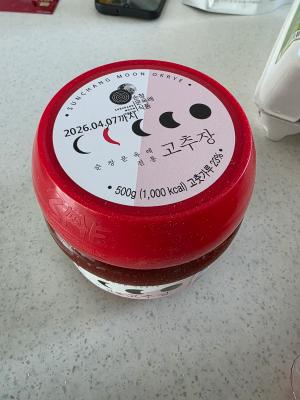 SUNCHANG MOON OKRYE
2026.04.07까지
순창문옥례
전통
고추장
500g (1,000 kcal) 고춧가루 23%